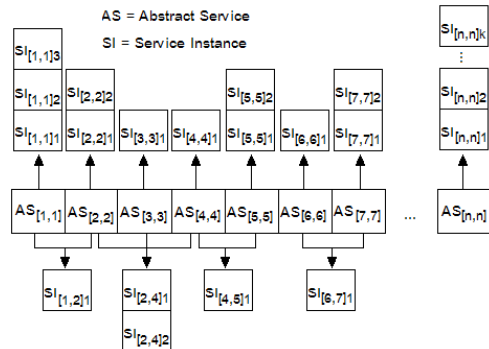 AS = Abstract Service
SI = Service Instance
SI[n,n]k
SI[1,1]3
SI[1,1]2 SI[2,2]2 SI[5,5]2 SI[7,7]2 SI[n,n]2
SI[1,1]1 SI[2,2]1 SI[3,3]1 SI[4,4]1 SI[5,5]1 SI[6,6]1 SI[7,7]1 SI[n,n]1
AS[1,1] AS[2,2] AS[3,3] AS[4,4] AS[5,5] AS[6,6] AS[7,7] ... AS[n,n]
SI[1,2]1 SI[2,4]1 SI[4,5]1 SI[6,7]1
SI[2,4]2